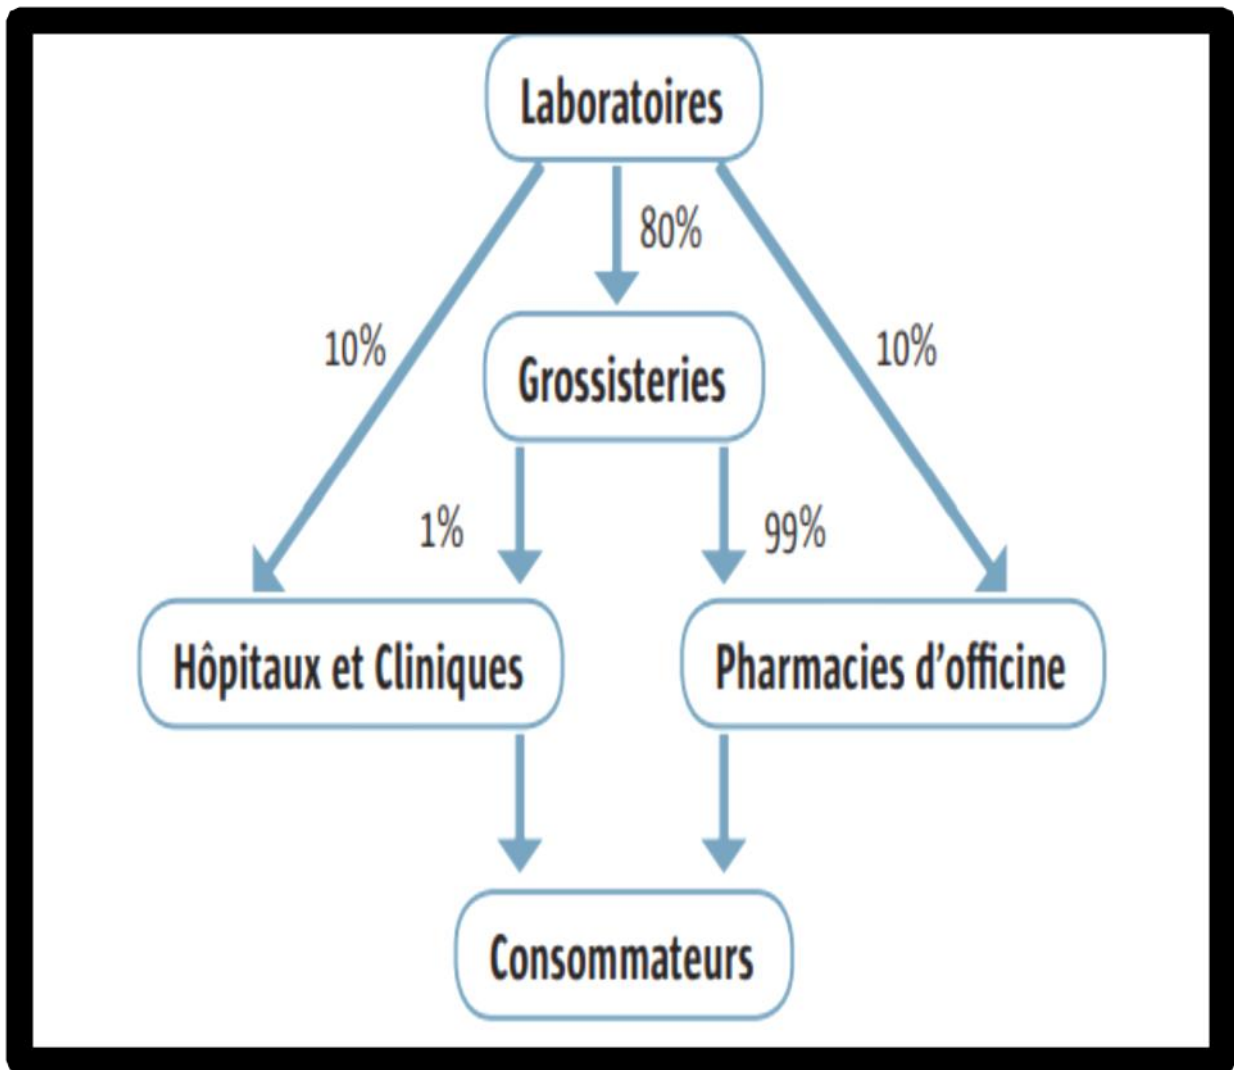 Laboratoires
80%
10%
10%
Grossisteries
1%
99%
Hôpitaux et Cliniques
Pharmacies d'officine
Consommateurs